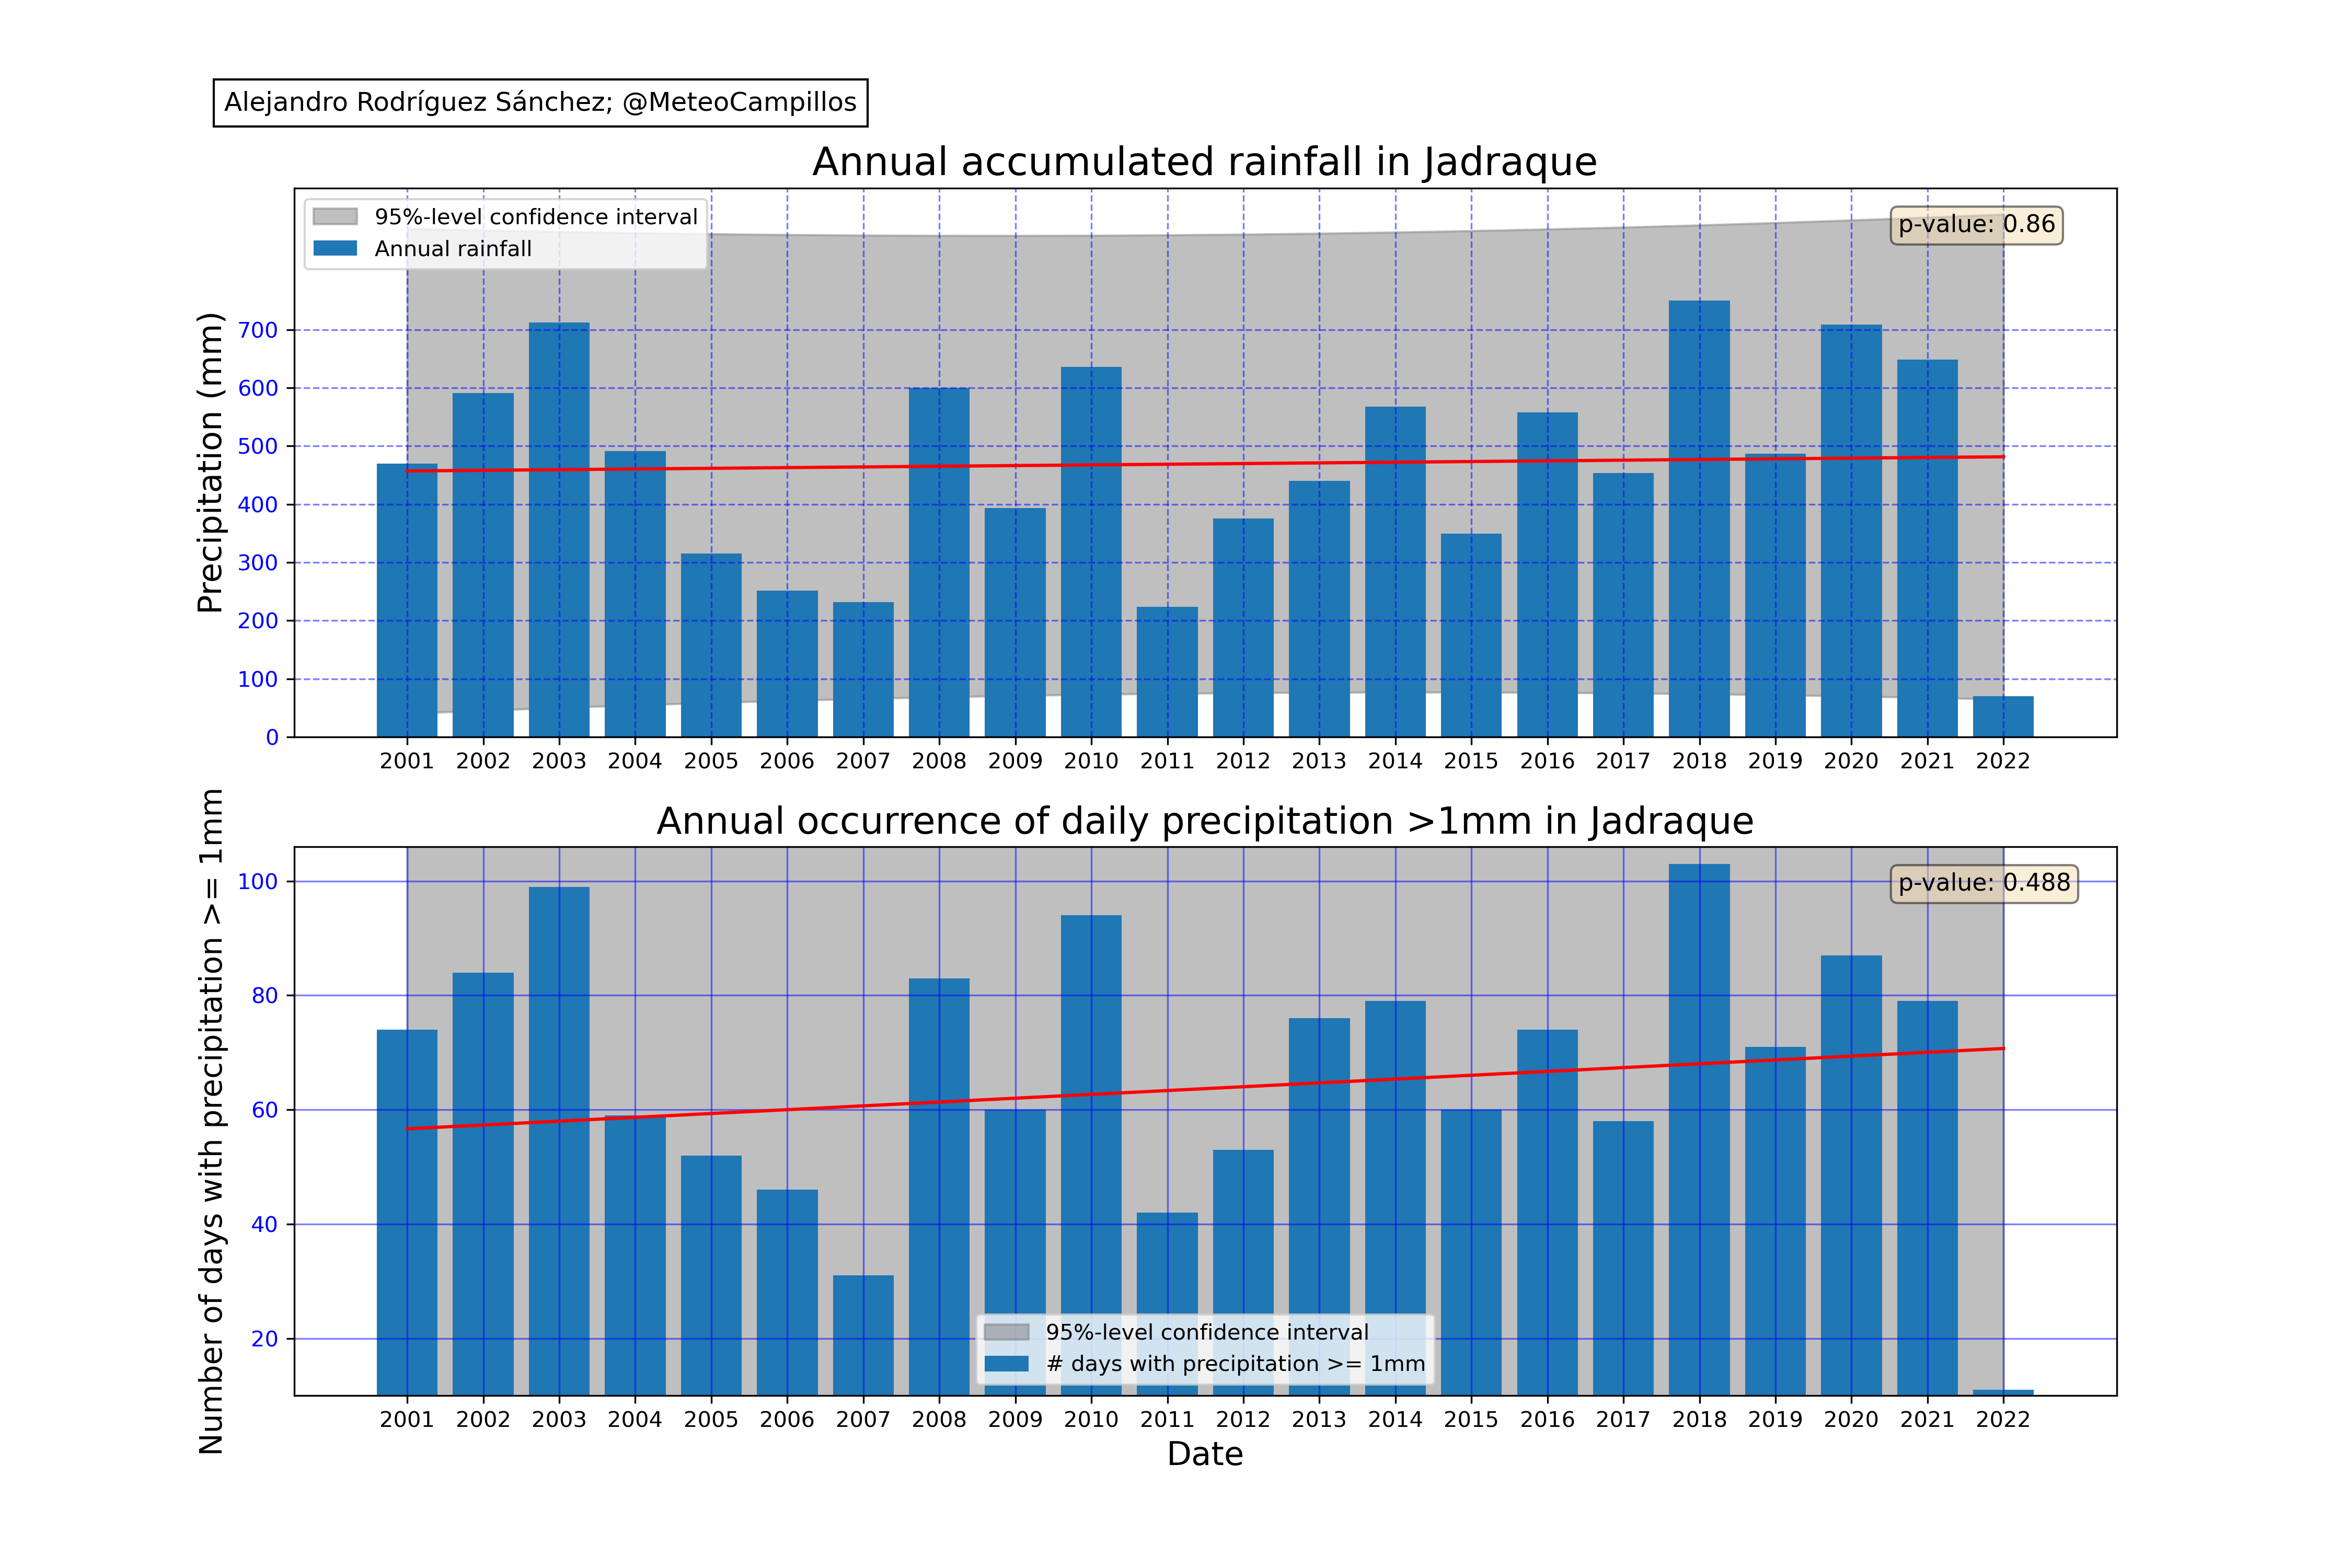 Alejandro Rodríguez Sánchez; @MeteoCampillos
Annual accumulated rainfall in Jadraque
95%-level confidence interval
Annual rainfall
p-value: 0.86
Precipitation (mm)
700
600
500
400
300
200
100
0
2001 2002 2003 2004 2005 2006 2007 2008 2009 2010 2011 2012 2013 2014 2015 2016 2017 2018 2019 2020 2021 2022
Annual occurrence of daily precipitation >1mm in Jadraque
p-value: 0.488
Number of days with precipitation >= 1mm
100
80
60
40
20
95%-level confidence interval
# days with precipitation >= 1mm
2001 2002 2003 2004 2005 2006 2007 2008 2009 2010 2011 2012 2013 2014 2015 2016 2017 2018 2019 2020 2021 2022
Date